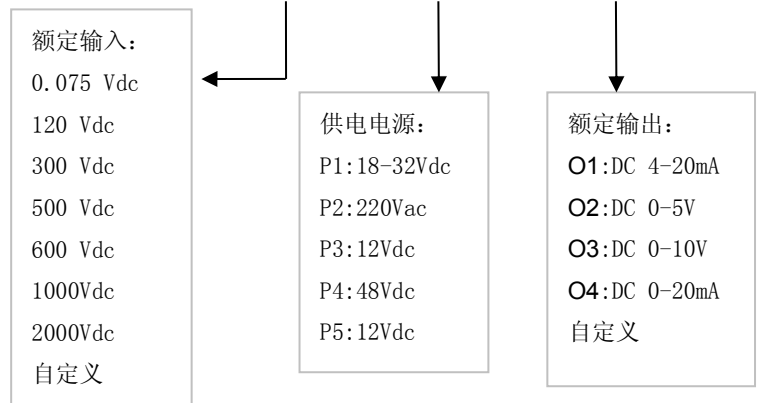 额定输入：
0.075 Vdc
120 Vdc
300 Vdc
500 Vdc
600 Vdc
1000Vdc
2000Vdc
自定义
供电电源：
P1:18-32Vdc
P2:220Vac
P3:12Vdc
P4:48Vdc
P5:12Vdc
额定输出：
O1:DC 4-20mA
O2:DC 0-5V
O3:DC 0-10V
O4:DC 0-20mA
自定义